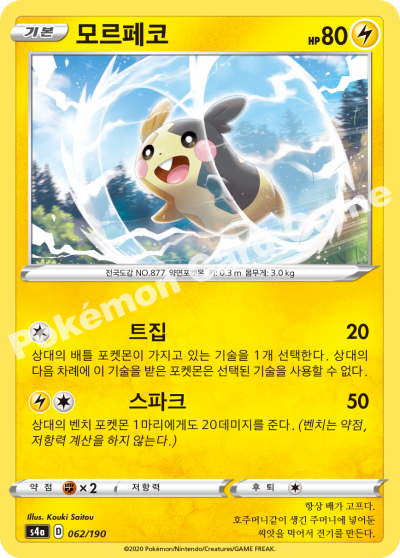 기본 모르페코 HP80
전국도감 NO.877 양면포켓몬 키: 0.3 m 몸무게: 3.0 kg
Pokémon Card Game
트집 20
상대의 배틀 포켓몬이 가지고 있는 기술을 1개 선택한다. 상대의
다음 차례에 이 기술을 받은 포켓몬은 선택된 기술을 사용할 수 없다.
스파크 50
상대의 벤치 포켓몬 1마리에게도 20데미지를 준다. (벤치는 약점,
저항력 계산을 하지 않는다.)
약점 ×2 저항력 후퇴
Illus. Kouki Saitou
s4a D 062/190
항상 배가 고프다.
호주머니같이 생긴 주머니에 넣어둔
씨앗을 먹어서 전기를 만든다.
©2020 Pokémon/Nintendo/Creatures/GAME FREAK.